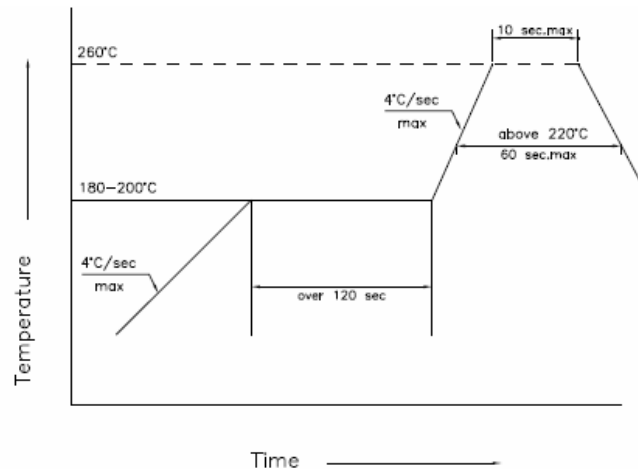 10 sec.max
260°C
4°C/sec
max
above 220°C
60 sec.max
180-200°C
4°C/sec
max
over 120 sec
Temperature
Time